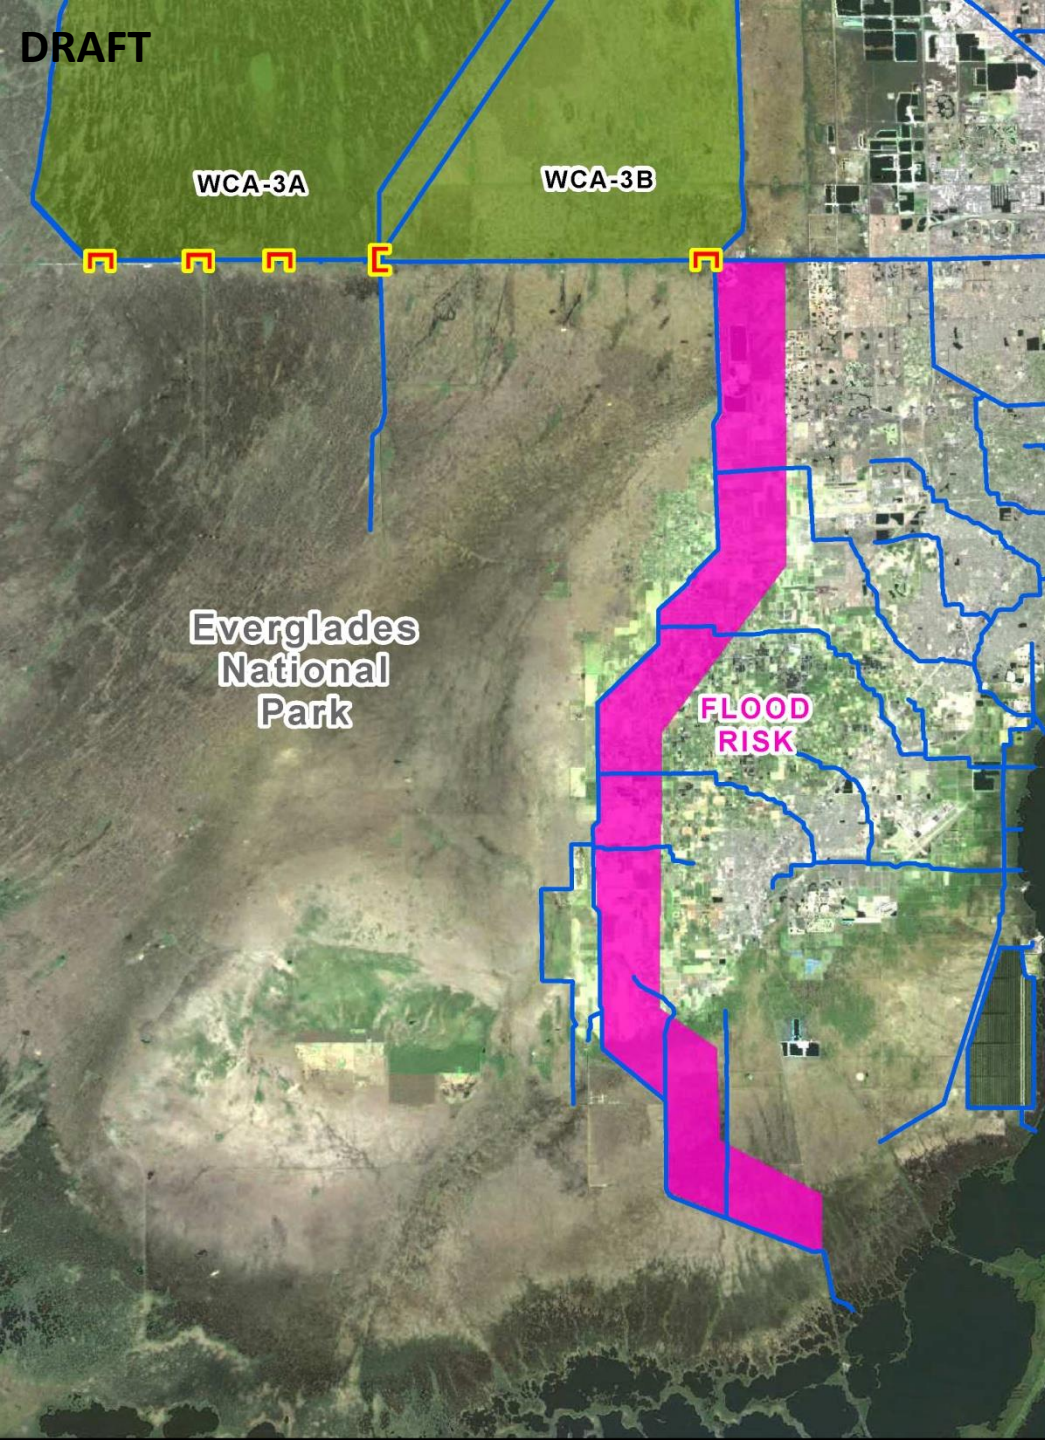 DRAFT
WCA-3A
WCA-3B
Everglades
National
Park
FLOOD
RISK